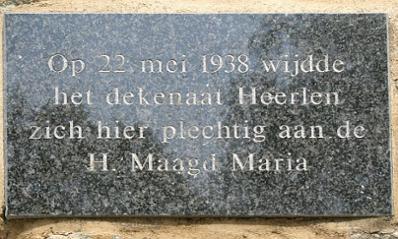 Op 22 mei 1938 wijdde
het dekenaat Heerlen
zich hier plechtig aan de
H. Maagd Maria